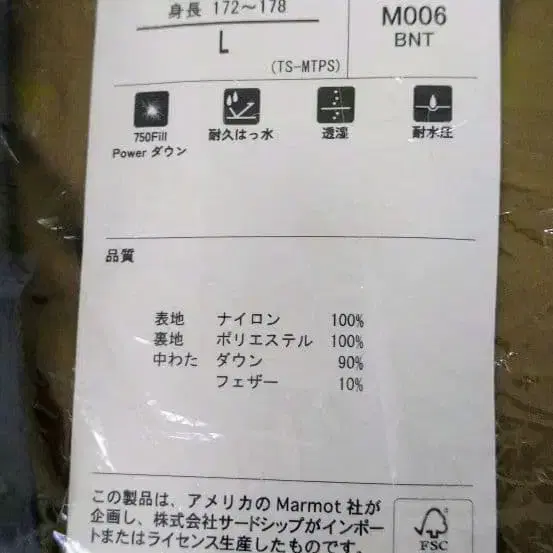 身長 172～178
L
(TS-MTPS)
M006
BNT
750Fill
Power ダウン
耐久はっ水
透湿
耐水圧
品質
表地 ナイロン 100%
裏地 ポリエステル 100%
中わた ダウン 90%
フェザー 10%
この製品は、アメリカのMarmot 社が
企画し、株式会社サードシップがインポー
トまたはライセンス生産したものです。
FSC